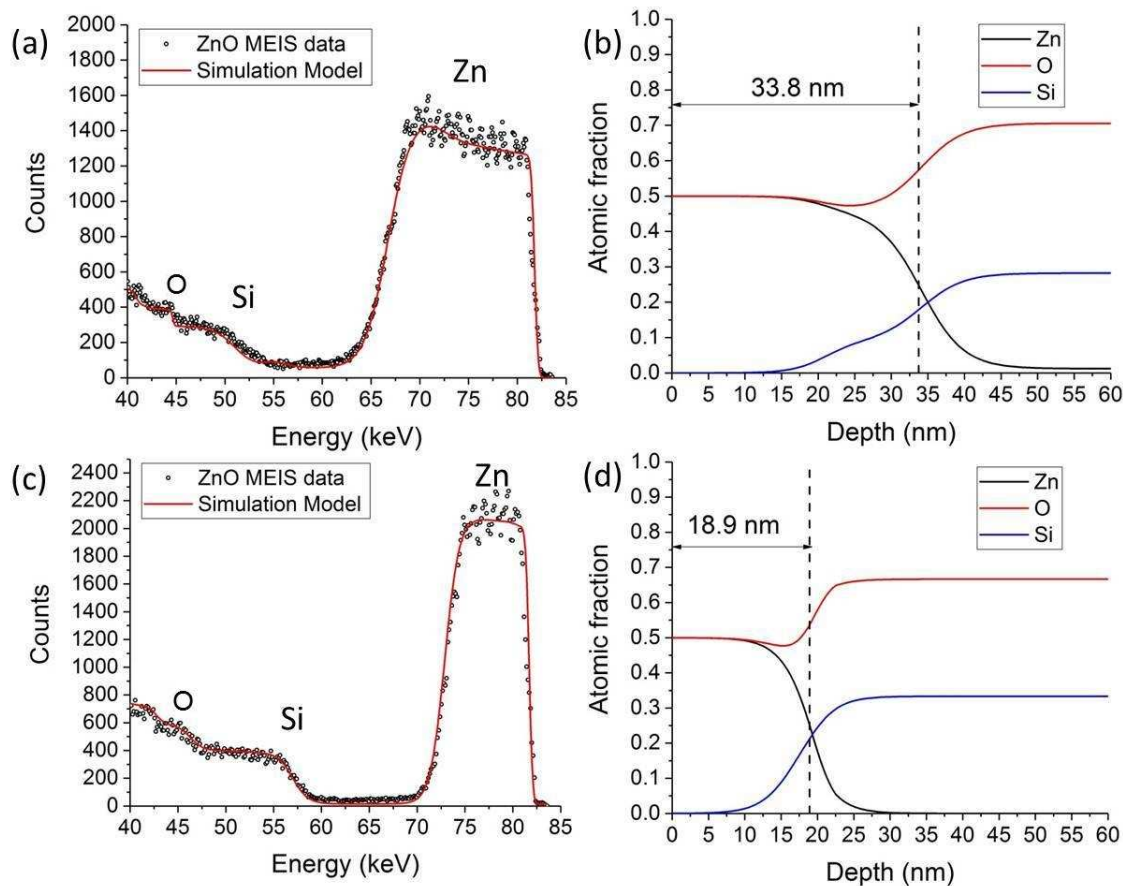 (a)
2000
1800
1600
1400
1200
1000
800
600
400
200
0
Counts
ZnO MEIS data
Simulation Model
Zn
O
Si
40 45 50 55 60 65 70 75 80 85
Energy (keV)
(b)
1.0
0.9
0.8
0.7
0.6
0.5
0.4
0.3
0.2
0.1
0.0
Atomic fraction
33.8 nm
Zn
O
Si
0 5 10 15 20 25 30 35 40 45 50 55 60
Depth (nm)
(c)
2400
2200
2000
1800
1600
1400
1200
1000
800
600
400
200
0
Counts
ZnO MEIS data
Simulation Model
Zn
O
Si
40 45 50 55 60 65 70 75 80 85
Energy (keV)
(d)
1.0
0.9
0.8
0.7
0.6
0.5
0.4
0.3
0.2
0.1
0.0
Atomic fraction
18.9 nm
Zn
O
Si
0 5 10 15 20 25 30 35 40 45 50 55 60
Depth (nm)